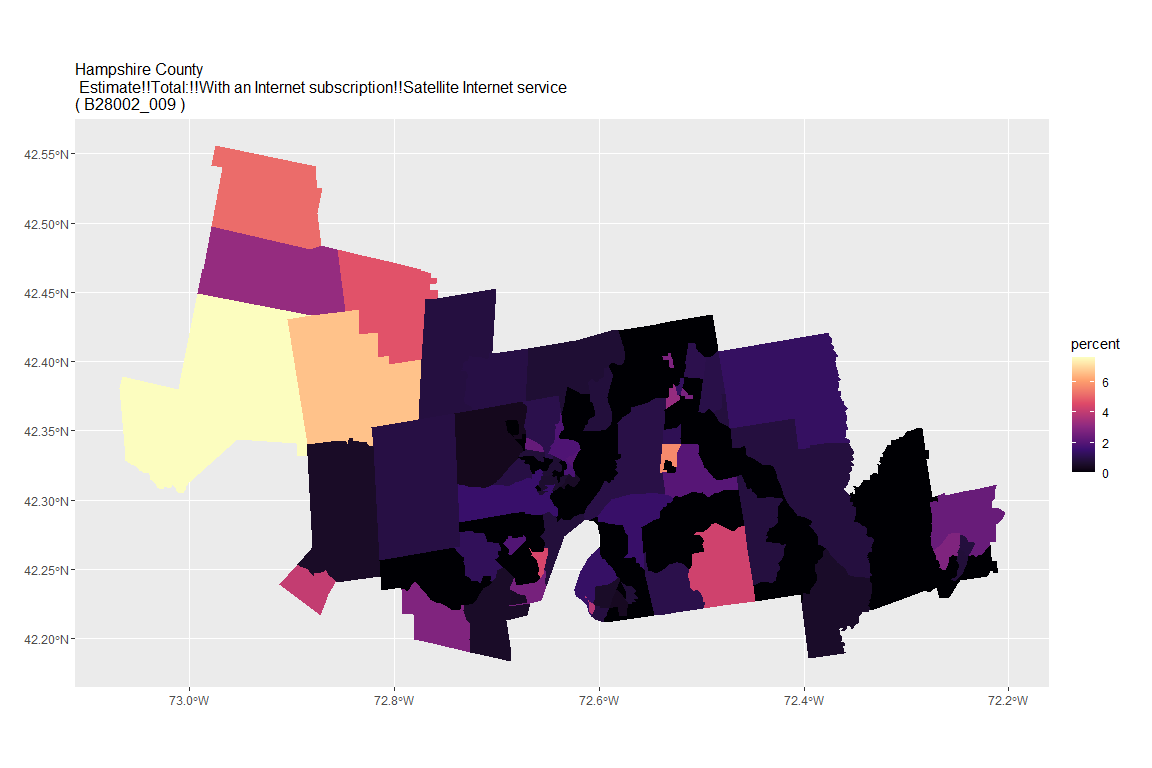 Hampshire County
Estimate!!Total:!!With an Internet subscription!!Satellite Internet service
( B28002_009 )
42.55°N
42.50°N
42.45°N
42.40°N
42.35°N
42.30°N
42.25°N
42.20°N
73.0°W
72.8°W
72.6°W
72.4°W
72.2°W
percent
6
4
2
0